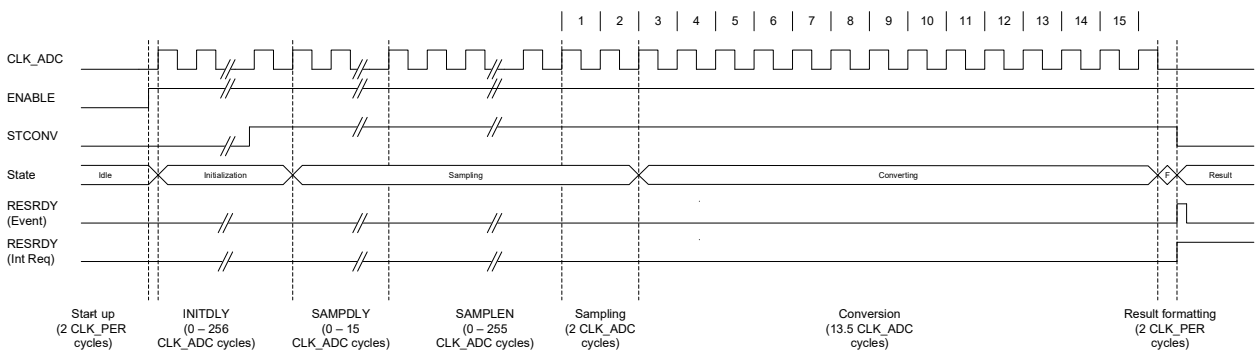 1 2 3 4 5 6 7 8 9 10 11 12 13 14 15
CLK_ADC
ENABLE
STCONV
State Idle Initialization Sampling Converting F Result
RESRDY
(Event)
RESRDY
(Int Req)
Start up
(2 CLK_PER
cycles)
INITDLY
(0 – 256
CLK_ADC cycles)
SAMPDLY
(0 – 15
CLK_ADC cycles)
SAMPLEN
(0 – 255
CLK_ADC cycles)
Sampling
(2 CLK_ADC
cycles)
Conversion
(13.5 CLK_ADC
cycles)
Result formatting
(2 CLK_PER
cycles)